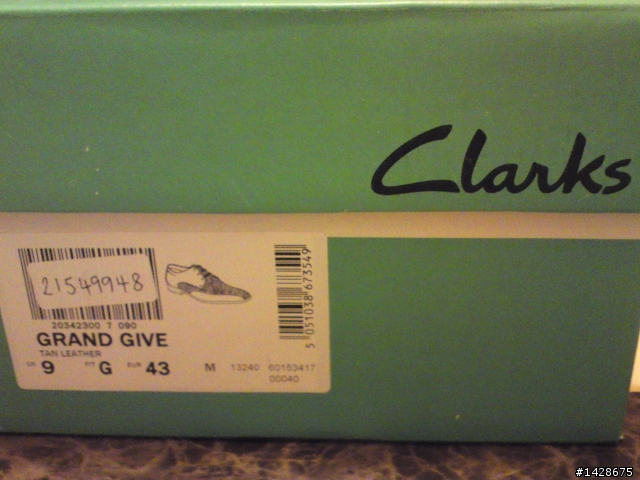 Clarks
21549948
20342300 7 090
GRAND GIVE
TAN LEATHER
UK 9 FIT G EUR 43 M 13240 60153417
00040
5 051038 673549
#1428675